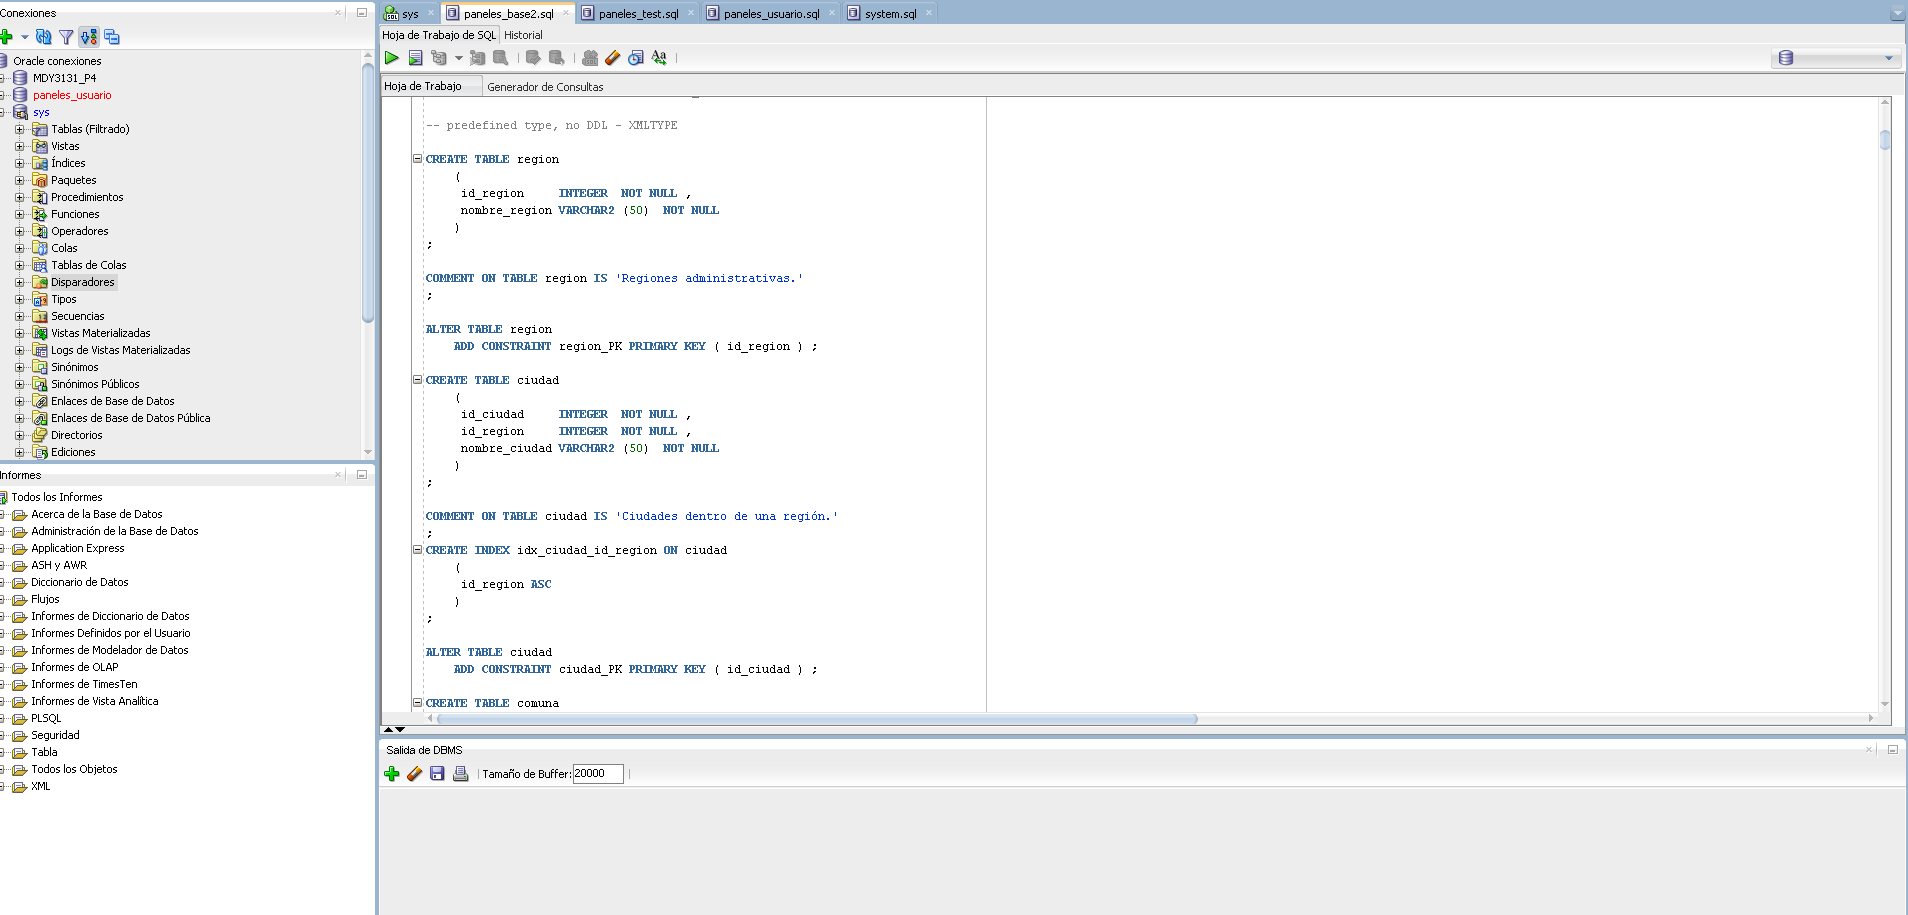 Conexiones
Oracle conexiones
MDY3131_P4
paneles_usuario
sys
Tablas (Filtrado)
Vistas
Índices
Paquetes
Procedimientos
Funciones
Operadores
Colas
Tablas de Colas
Disparadores
Tipos
Secuencias
Vistas Materializadas
Logs de Vistas Materializadas
Sinónimos
Sinónimos Públicos
Enlaces de Base de Datos
Enlaces de Base de Datos Pública
Directorios
Ediciones
Informes
Todos los Informes
Acerca de la Base de Datos
Administración de la Base de Datos
Application Express
ASH y AWR
Diccionario de Datos
Flujos
Informes de Diccionario de Datos
Informes Definidos por el Usuario
Informes de Modelador de Datos
Informes de OLAP
Informes de TimesTen
Informes de Vista Analítica
PLSQL
Seguridad
Tabla
Todos los Objetos
XML
sys paneles_base2.sql paneles_test.sql paneles_usuario.sql system.sql
Hoja de Trabajo de SQL Historial
Hoja de Trabajo Generador de Consultas
-- predefined type, no DDL - XMLTYPE
CREATE TABLE region
(
id_region INTEGER NOT NULL ,
nombre_region VARCHAR2 (50) NOT NULL
)
;
COMMENT ON TABLE region IS 'Regiones administrativas.'
;
ALTER TABLE region
ADD CONSTRAINT region_PK PRIMARY KEY ( id_region ) ;
CREATE TABLE ciudad
(
id_ciudad INTEGER NOT NULL ,
id_region INTEGER NOT NULL ,
nombre_ciudad VARCHAR2 (50) NOT NULL
)
;
COMMENT ON TABLE ciudad IS 'Ciudades dentro de una región.'
;
CREATE INDEX idx_ciudad_id_region ON ciudad
(
id_region ASC
)
;
ALTER TABLE ciudad
ADD CONSTRAINT ciudad_PK PRIMARY KEY ( id_ciudad ) ;
CREATE TABLE comuna
Salida de DBMS
Tamaño de Buffer: 20000